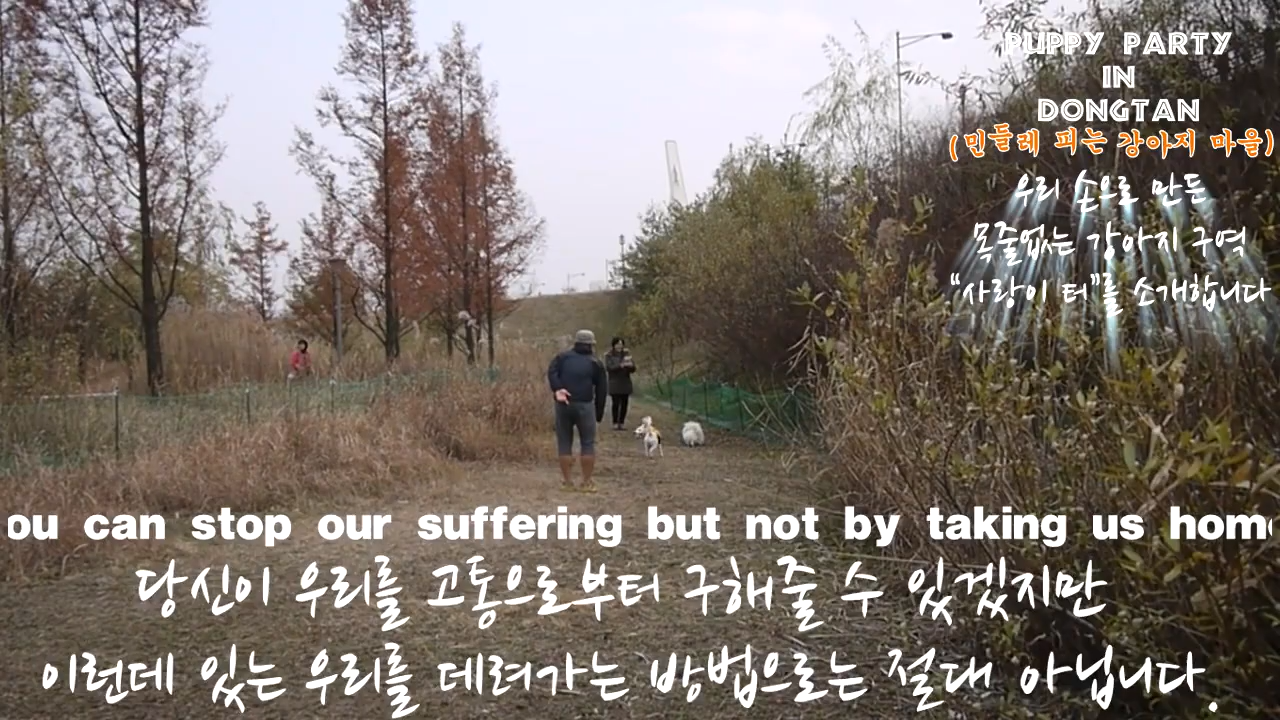 PUPPY PARTY
IN
DONGTAN
(민들레 피는 강아지 마을)
우리 손으로 만든
목줄없는 강아지 구역
“사랑이 터”를 소개합니다
ou can stop our suffering but not by taking us home
당신이 우리를 고통으로부터 구해줄 수 있겠지만
이런데 있는 우리를 데려가는 방법으로는 절대 아닙니다.